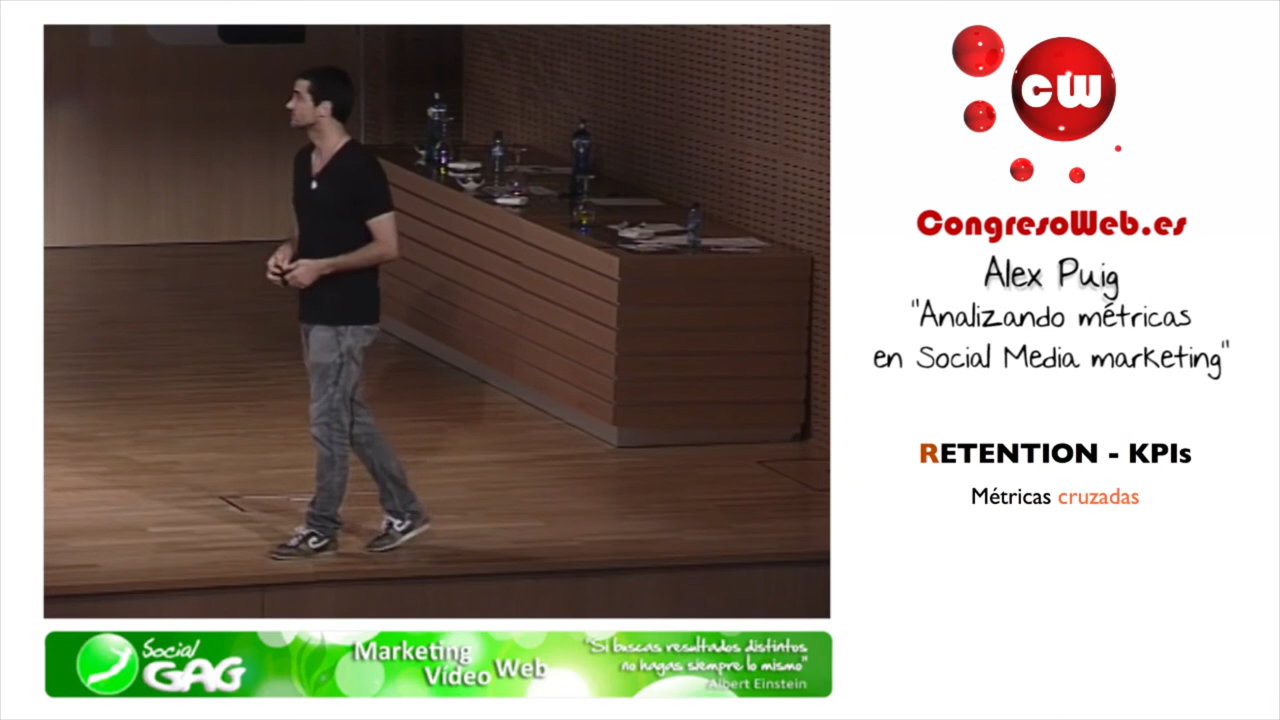 CW
CongresoWeb.es
Alex Puig
"Analizando métricas
en Social Media marketing"
RETENTION - KPIs
Métricas cruzadas
Social
GAG
Marketing
Vídeo Web
"Si buscas resultados distintos
no hagas siempre lo mismo"
Albert Einstein